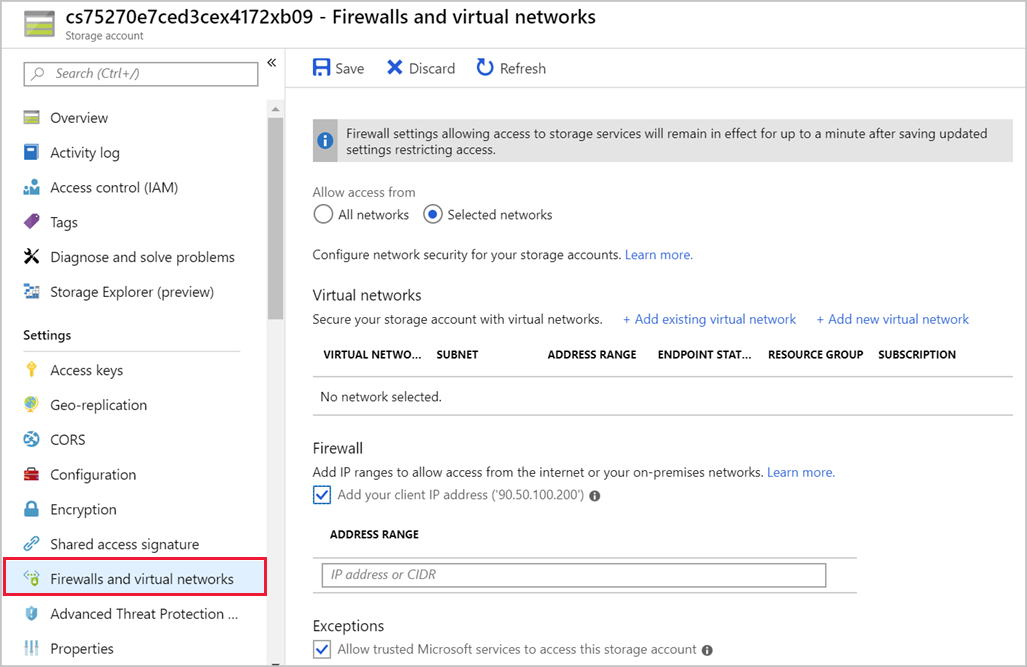 cs75270e7ced3cex4172xb09 - Firewalls and virtual networks
Storage account
Search (Ctrl+/)
«
Overview
Activity log
Access control (IAM)
Tags
Diagnose and solve problems
Storage Explorer (preview)
Settings
Access keys
Geo-replication
CORS
Configuration
Encryption
Shared access signature
Firewalls and virtual networks
Advanced Threat Protection ...
Properties
Save Discard Refresh
Firewall settings allowing access to storage services will remain in effect for up to a minute after saving updated
settings restricting access.
Allow access from
All networks Selected networks
Configure network security for your storage accounts. Learn more.
Virtual networks
Secure your storage account with virtual networks. + Add existing virtual network + Add new virtual network
VIRTUAL NETWO... SUBNET ADDRESS RANGE ENDPOINT STAT... RESOURCE GROUP SUBSCRIPTION
No network selected.
Firewall
Add IP ranges to allow access from the internet or your on-premises networks. Learn more.
Add your client IP address ('90.50.100.200')
ADDRESS RANGE
IP address or CIDR
Exceptions
Allow trusted Microsoft services to access this storage account